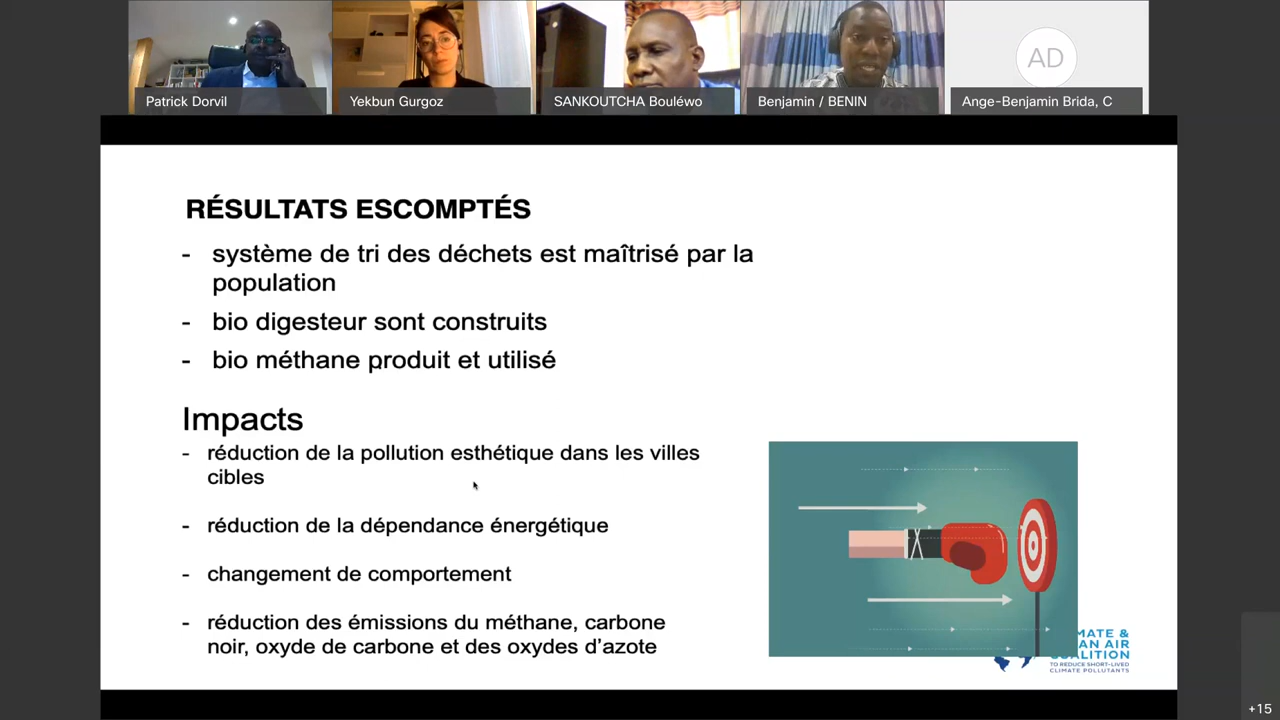 Patrick Dorvil
Yekbun Gurgoz
SANKOUTCHA Bouléwo
Benjamin / BENIN
AD
Ange-Benjamin Brida, C
RÉSULTATS ESCOMPTÉS
- système de tri des déchets est maîtrisé par la
population
- bio digesteur sont construits
- bio méthane produit et utilisé
Impacts
- réduction de la pollution esthétique dans les villes
cibles
- réduction de la dépendance énergétique
- changement de comportement
- réduction des émissions du méthane, carbone
noir, oxyde de carbone et des oxydes d'azote
MATE &
AN AIR
COALITION
TO REDUCE SHORT-LIVED
CLIMATE POLLUTANTS
+15